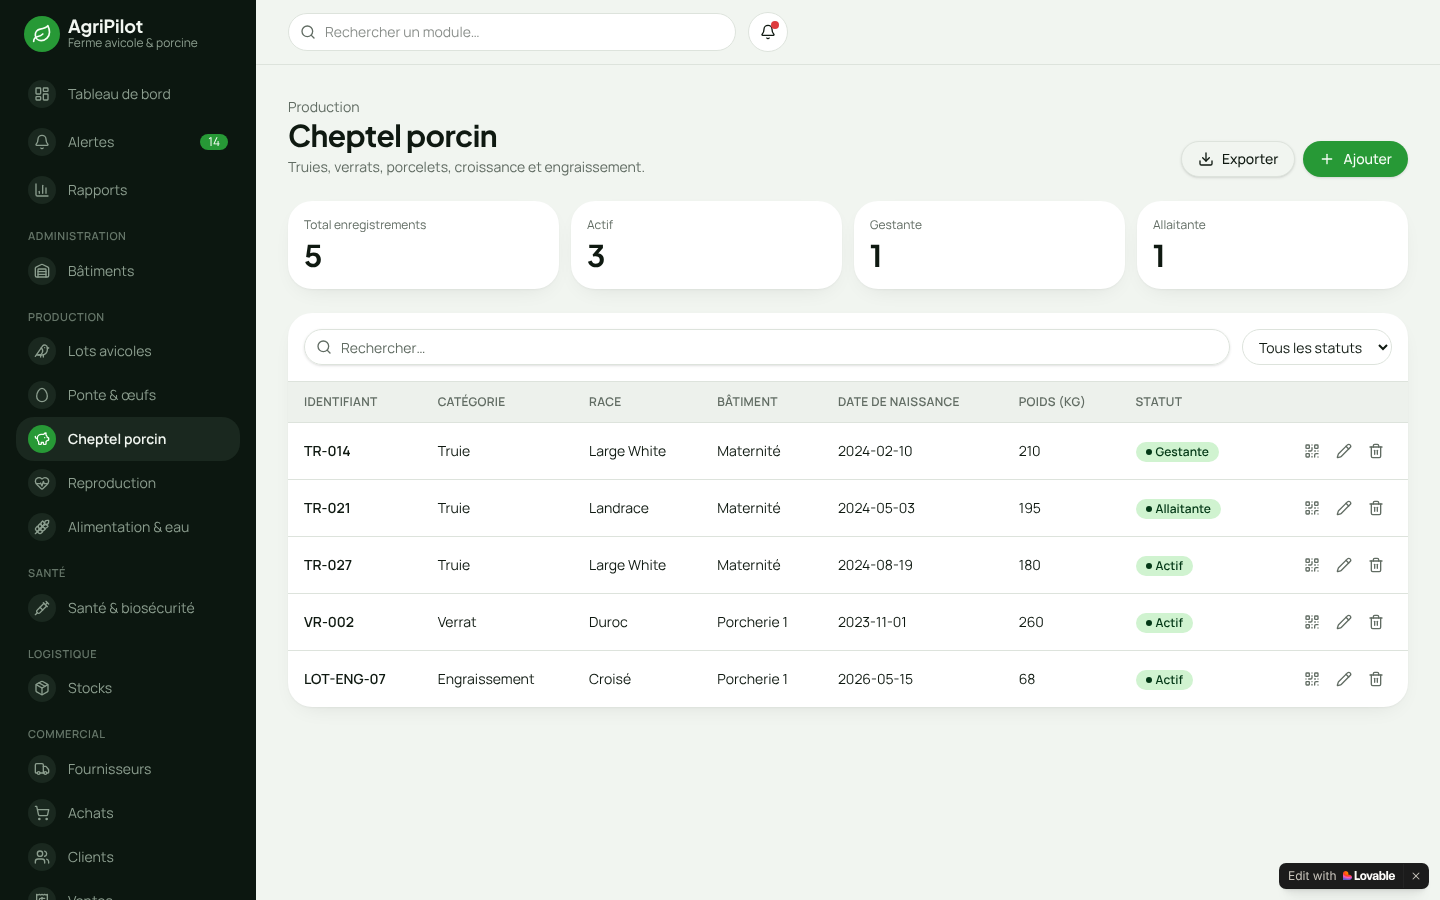 AgriPilot
Ferme avicole & porcine
Tableau de bord
Alertes 14
Rapports
ADMINISTRATION
Bâtiments
PRODUCTION
Lots avicoles
Ponte & œufs
Cheptel porcin
Reproduction
Alimentation & eau
SANTÉ
Santé & biosécurité
LOGISTIQUE
Stocks
COMMERCIAL
Fournisseurs
Achats
Clients
Rechercher un module...
Production
Cheptel porcin
Truies, verrats, porcelets, croissance et engraissement.
Exporter
Ajouter
Total enregistrements
5
Actif
3
Gestante
1
Allaitante
1
Rechercher...
Tous les statuts
IDENTIFIANT CATÉGORIE RACE BÂTIMENT DATE DE NAISSANCE POIDS (KG) STATUT
TR-014 Truie Large White Maternité 2024-02-10 210 Gestante
TR-021 Truie Landrace Maternité 2024-05-03 195 Allaitante
TR-027 Truie Large White Maternité 2024-08-19 180 Actif
VR-002 Verrat Duroc Porcherie 1 2023-11-01 260 Actif
LOT-ENG-07 Engraissement Croisé Porcherie 1 2026-05-15 68 Actif
Edit with Lovable